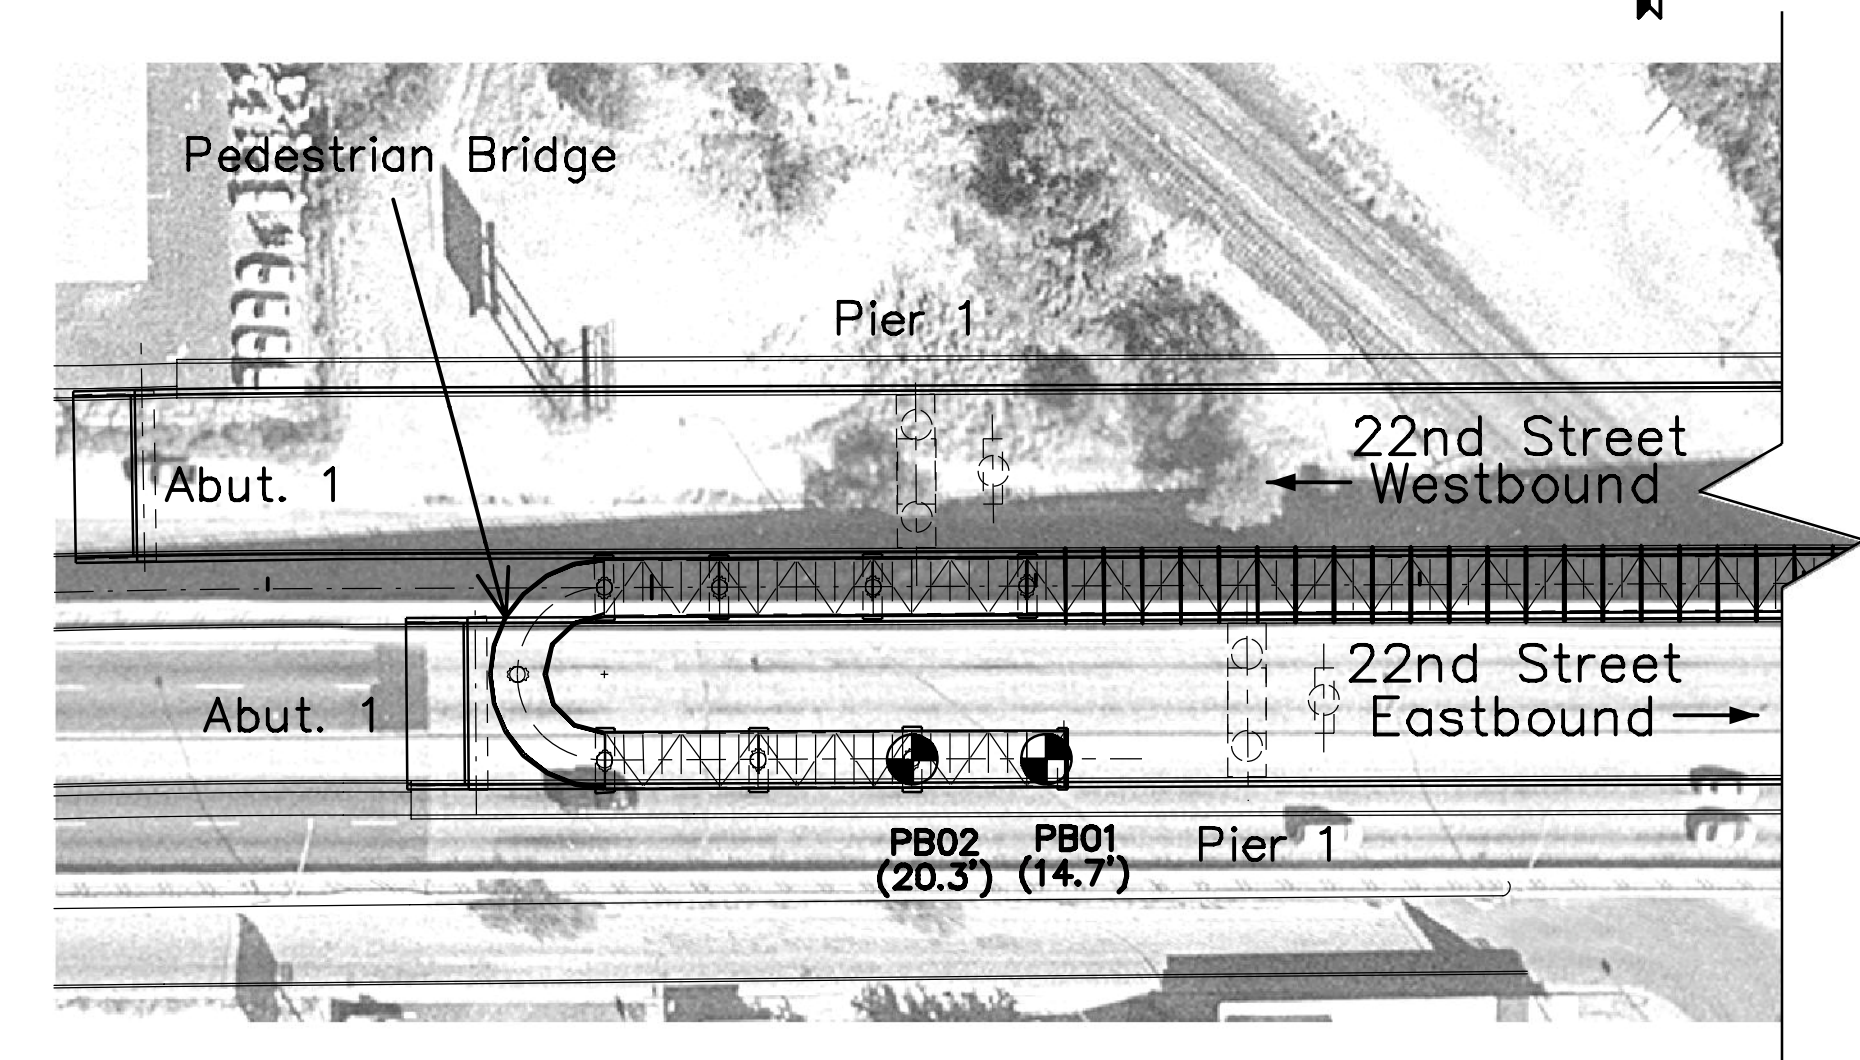 Pedestrian Bridge
Pier 1
22nd Street
Westbound
Abut. 1
22nd Street
Eastbound
Abut. 1
PB02
(20.3')
PB01
(14.7')
Pier 1